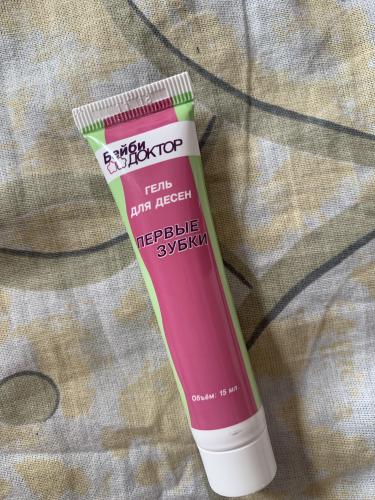 Бэйби
ДОКТОР
ГЕЛЬ
ДЛЯ ДЕСЕН
ПЕРВЫЕ
ЗУБКИ
Объём: 15 мл.